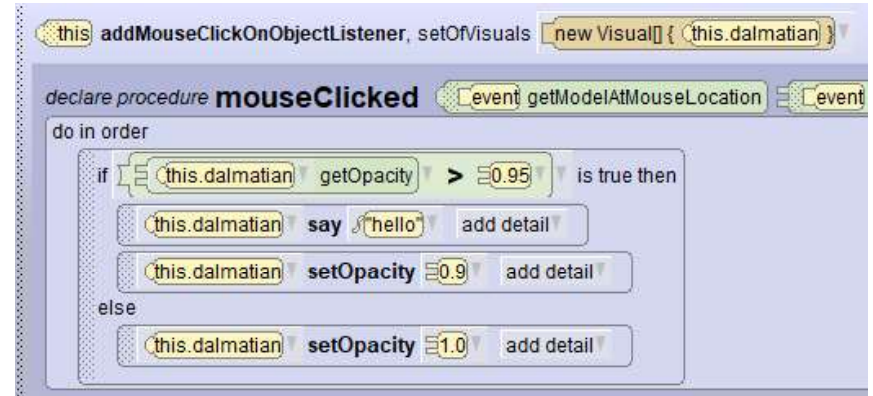 this addMouseClickOnObjectListener, setOfVisuals new Visual[] { this.dalmatian }
declare procedure mouseClicked event getModelAtMouseLocation event
do in order
if this.dalmatian getOpacity > 0.95 is true then
this.dalmatian say "hello" add detail
this.dalmatian setOpacity 0.9 add detail
else
this.dalmatian setOpacity 1.0 add detail